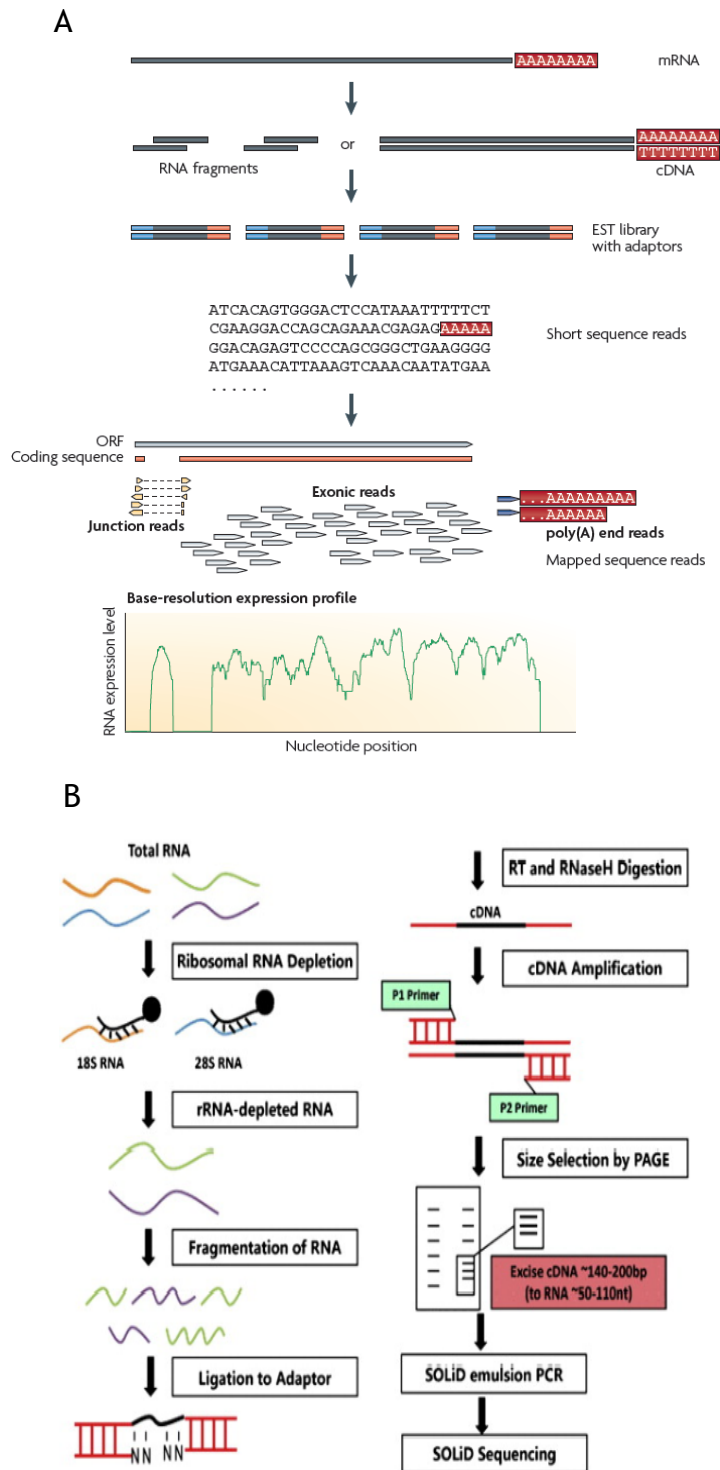 A
AAAAAAAA
mRNA
RNA fragments
or
AAAAAAAA
TTTTTTTT
cDNA
EST library
with adaptors
ATCACAGTGGGACTCCATAAATTTTTCT
CGAAGGACCAGCAGAAACGAGAGAAAAA
GGACAGAGTCCCCAGCGGGCTGAAGGGG
ATGAAACATTAAAGTCAAACAATATGAA
......
Short sequence reads
ORF
Coding sequence
Junction reads
Exonic reads
...AAAAAAAAA
...AAAAAA
poly(A) end reads
Mapped sequence reads
Base-resolution expression profile
RNA expression level
Nucleotide position
B
Total RNA
Ribosomal RNA Depletion
18S RNA
28S RNA
rRNA-depleted RNA
Fragmentation of RNA
Ligation to Adaptor
NN NN
RT and RNaseH Digestion
cDNA
cDNA Amplification
P1 Primer
P2 Primer
Size Selection by PAGE
Excise cDNA ~140-200bp
(to RNA ~50-110nt)
SOLiD emulsion PCR
SOLiD Sequencing